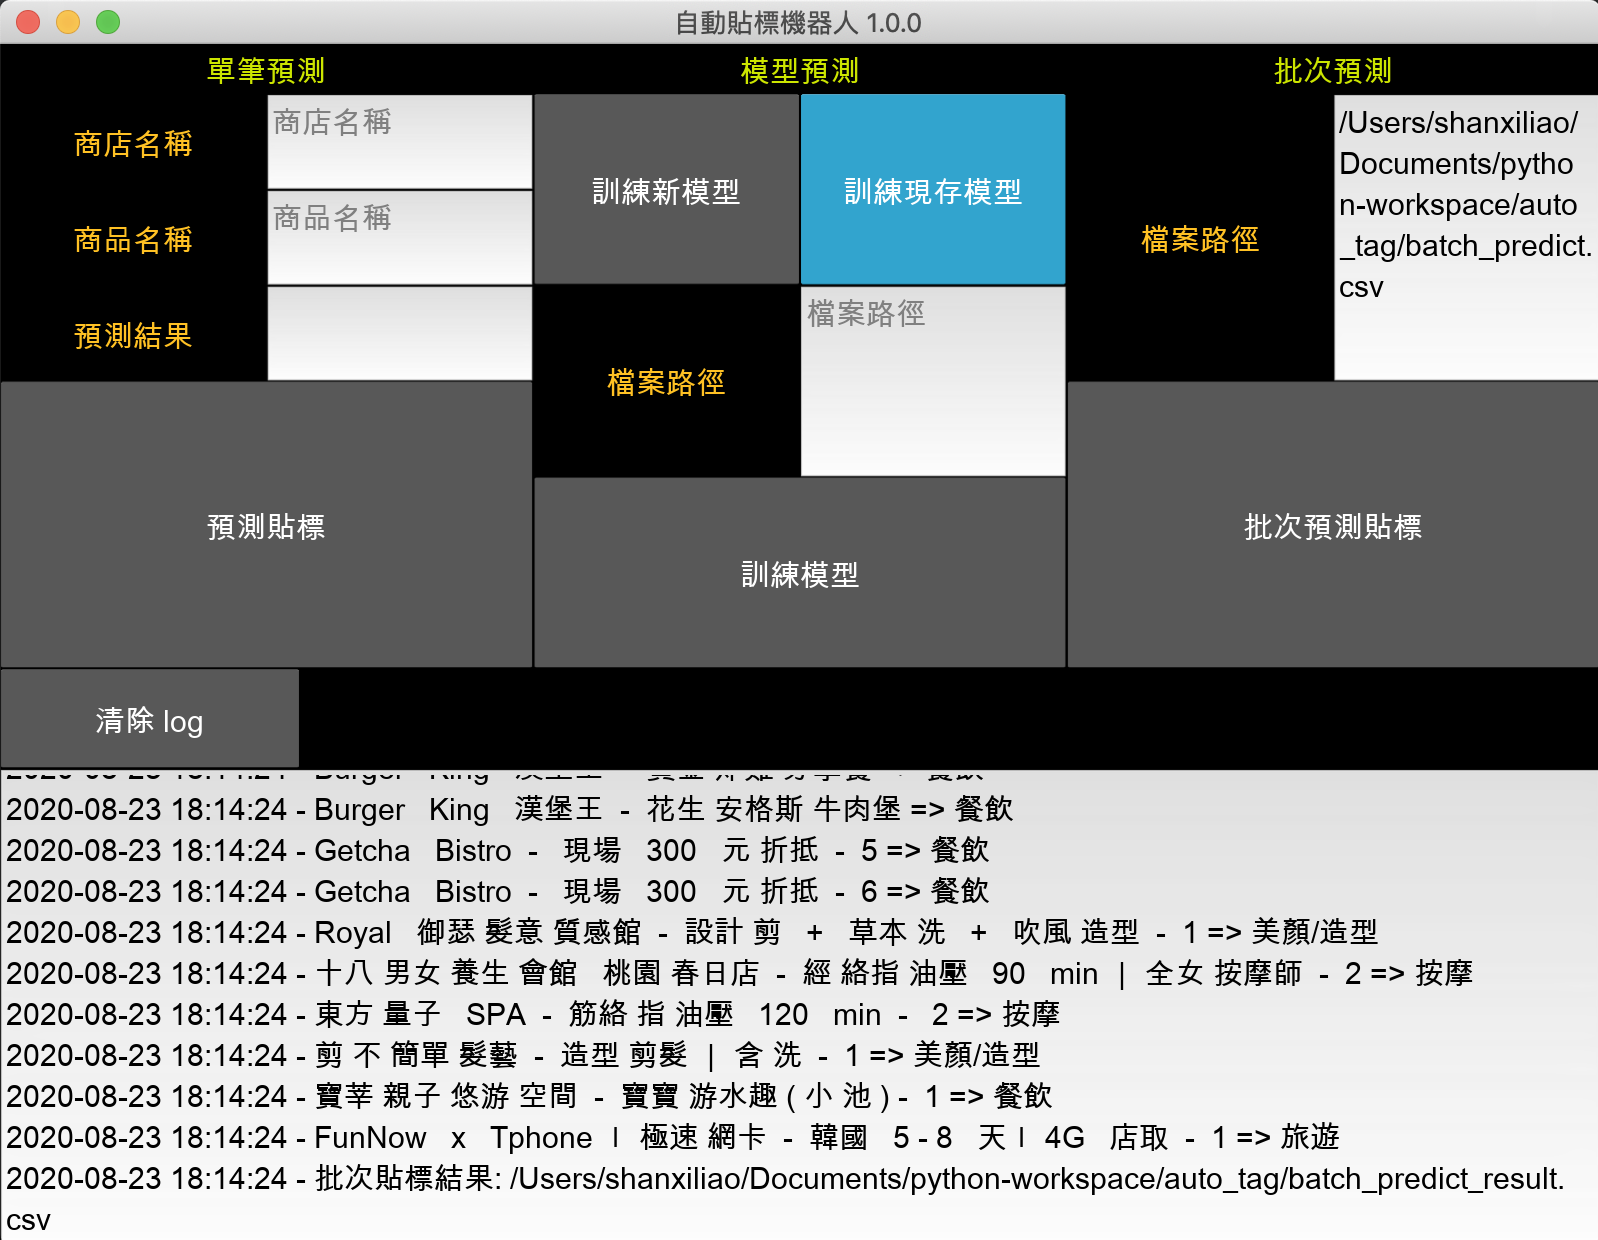 自動貼標機器人 1.0.0
單筆預測
模型預測
批次預測
商店名稱
商店名稱
商品名稱
商品名稱
預測結果
預測貼標
訓練新模型
訓練現存模型
檔案路徑
檔案路徑
訓練模型
檔案路徑
/Users/shanxiliao/
Documents/pytho
n-workspace/auto
_tag/batch_predict.
csv
批次預測貼標
清除 log
2020-08-23 18:14:24 - Burger King 漢堡王 - 花生 安格斯 牛肉堡 => 餐飲
2020-08-23 18:14:24 - Getcha Bistro - 現場 300 元 折抵 - 5 => 餐飲
2020-08-23 18:14:24 - Getcha Bistro - 現場 300 元 折抵 - 6 => 餐飲
2020-08-23 18:14:24 - Royal 御瑟 髮意 質感館 - 設計 剪 + 草本 洗 + 吹風 造型 - 1 => 美顏/造型
2020-08-23 18:14:24 - 十八 男女 養生 會館 桃園 春日店 - 經 絡指 油壓 90 min | 全女 按摩師 - 2 => 按摩
2020-08-23 18:14:24 - 東方 量子 SPA - 筋絡 指 油壓 120 min - 2 => 按摩
2020-08-23 18:14:24 - 剪 不 簡單 髮藝 - 造型 剪髮 | 含 洗 - 1 => 美顏/造型
2020-08-23 18:14:24 - 寶莘 親子 悠游 空間 - 寶寶 游水趣 ( 小 池 ) - 1 => 餐飲
2020-08-23 18:14:24 - FunNow x Tphone | 極速 網卡 - 韓國 5 - 8 天 | 4G 店取 - 1 => 旅遊
2020-08-23 18:14:24 - 批次貼標結果: /Users/shanxiliao/Documents/python-workspace/auto_tag/batch_predict_result.
csv